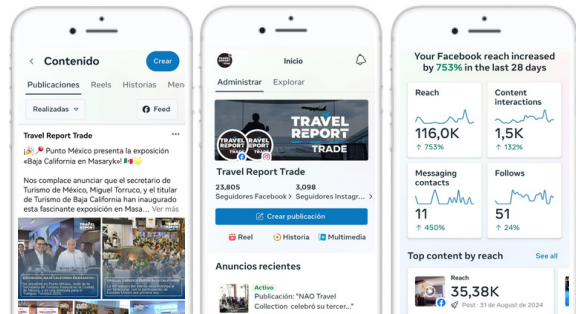 Contenido
Crear
Publicaciones Reels Historias Men
Realizadas
Feed
Travel Report Trade
Punto México presenta la exposición
«Baja California en Masaryk»!
Nos complace anunciar que el secretario de
Turismo de México, Miguel Torruco, y el titular
de Turismo de Baja California han inaugurado
esta fascinante exposición en Masa... Ver más
Inicio
Administrar Explorar
TRAVEL
REPORT
TRADE
Travel Report Trade
23,805
Seguidores Facebook
3,098
Seguidores Instagr...
Crear publicación
Reel
Historia
Multimedia
Anuncios recientes
Activo
Publicación: "NAO Travel
Collection celebró su tercer..."
Your Facebook reach increased
by 753% in the last 28 days
Reach
116,0K
↑ 753%
Content
interactions
1,5K
↑ 132%
Messaging
contacts
11
↑ 450%
Follows
51
↑ 24%
Top content by reach
See all
Reach
35,38K
Post · 31 de August de 2024